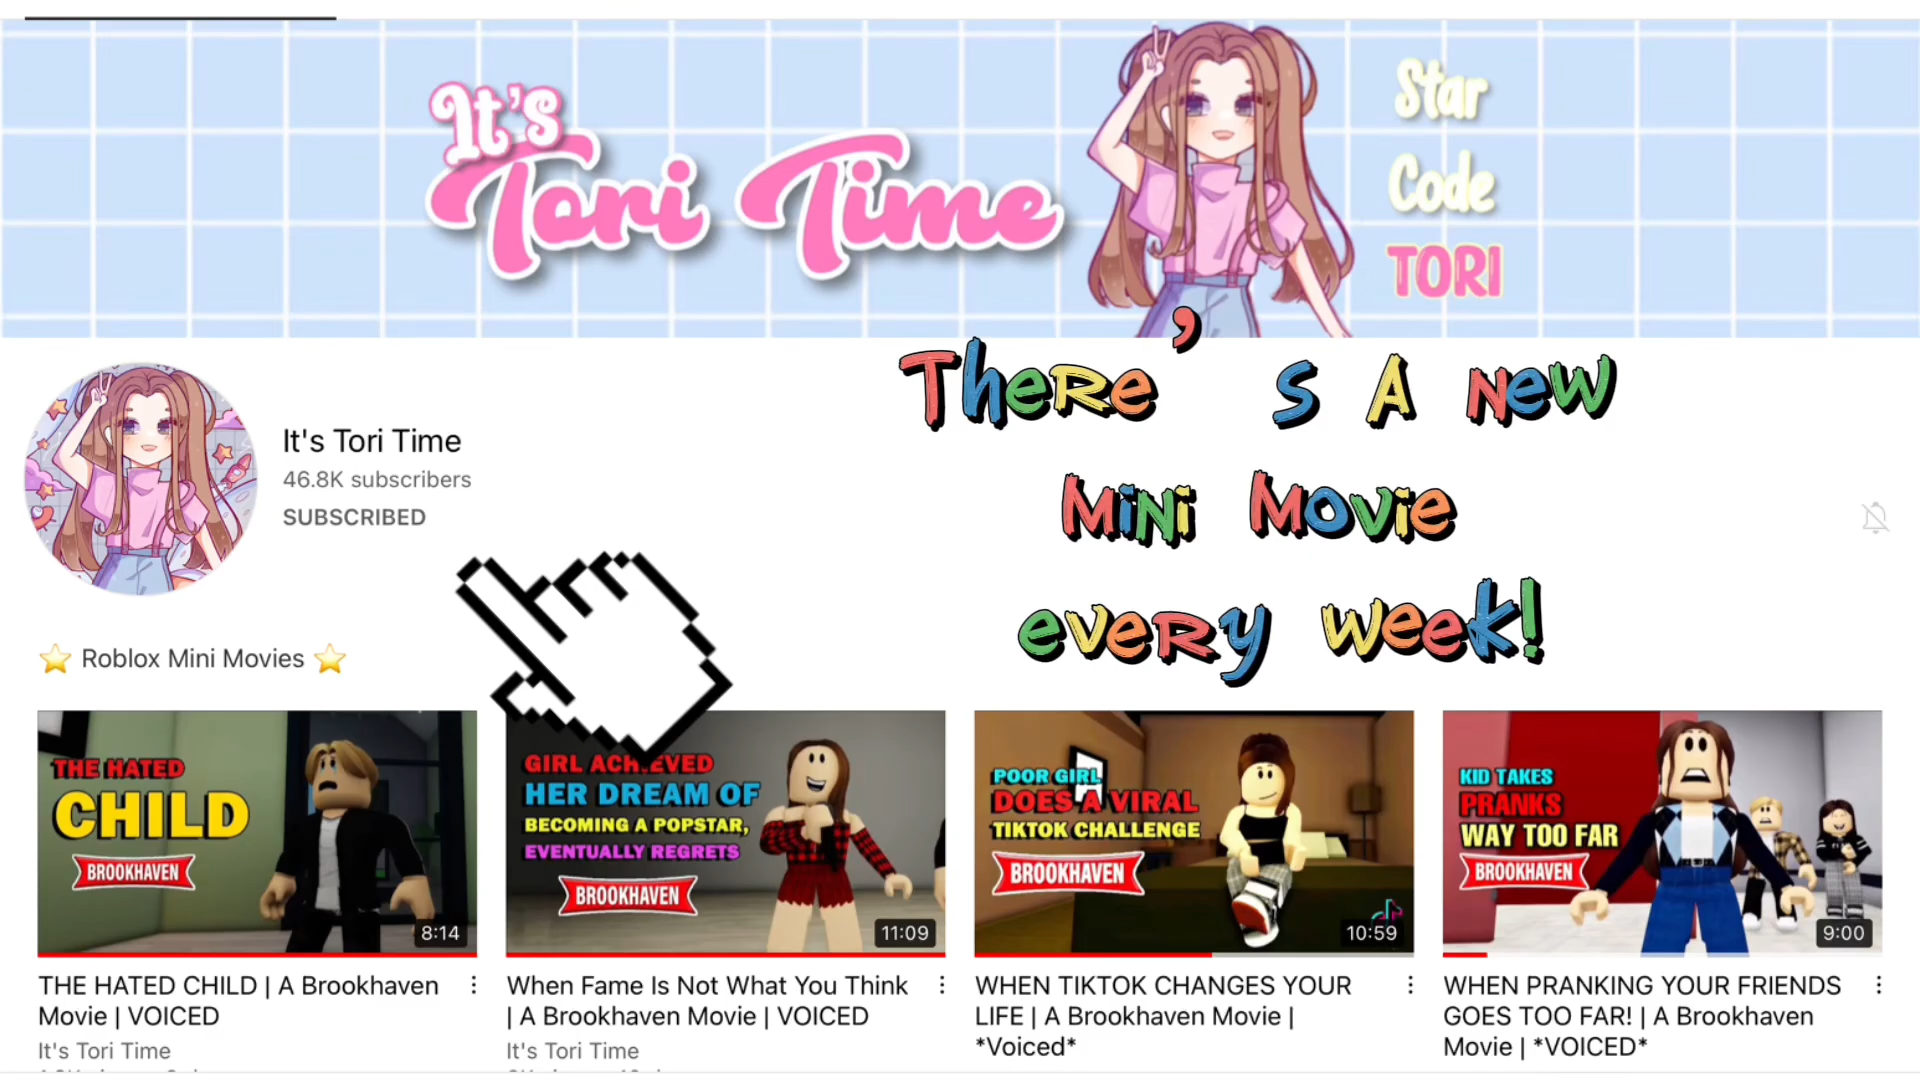 It's
Tori Time
Star
Code
TORI
There's A new
Mini Movie
every week!
It's Tori Time
46.8K subscribers
SUBSCRIBED
⭐ Roblox Mini Movies ⭐
THE HATED
CHILD
BROOKHAVEN
8:14
GIRL ACHIEVED
HER DREAM OF
BECOMING A POPSTAR,
EVENTUALLY REGRETS
BROOKHAVEN
11:09
POOR GIRL
DOES A VIRAL
TIKTOK CHALLENGE
BROOKHAVEN
10:59
KID TAKES
PRANKS
WAY TOO FAR
BROOKHAVEN
9:00
THE HATED CHILD | A Brookhaven
Movie | VOICED
It's Tori Time
When Fame Is Not What You Think
| A Brookhaven Movie | VOICED
It's Tori Time
WHEN TIKTOK CHANGES YOUR
LIFE | A Brookhaven Movie |
*Voiced*
WHEN PRANKING YOUR FRIENDS
GOES TOO FAR! | A Brookhaven
Movie | *VOICED*